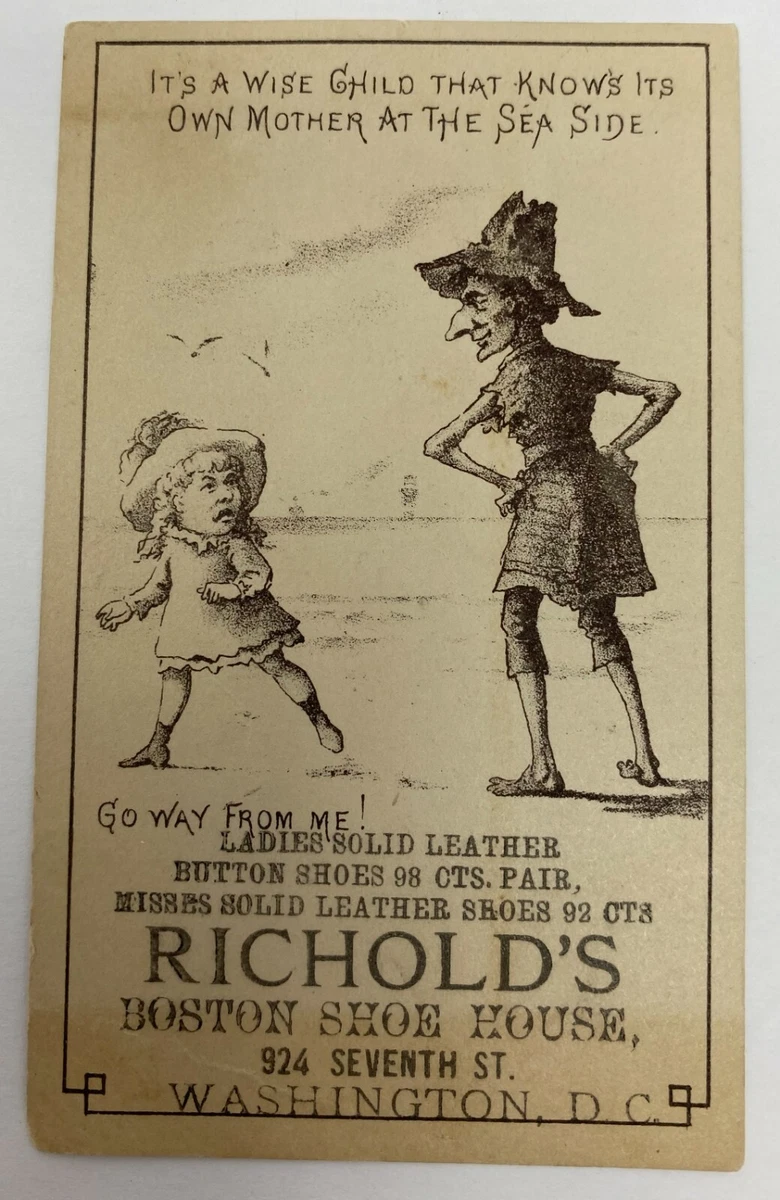 IT'S A WISE CHILD THAT KNOWS ITS
OWN MOTHER AT THE SEA SIDE.
GO WAY FROM ME!
LADIES SOLID LEATHER
BUTTON SHOES 98 CTS. PAIR,
MISSES SOLID LEATHER SHOES 92 CTS
RICHOLD'S
BOSTON SHOE HOUSE,
924 SEVENTH ST.
WASHINGTON, D. C.